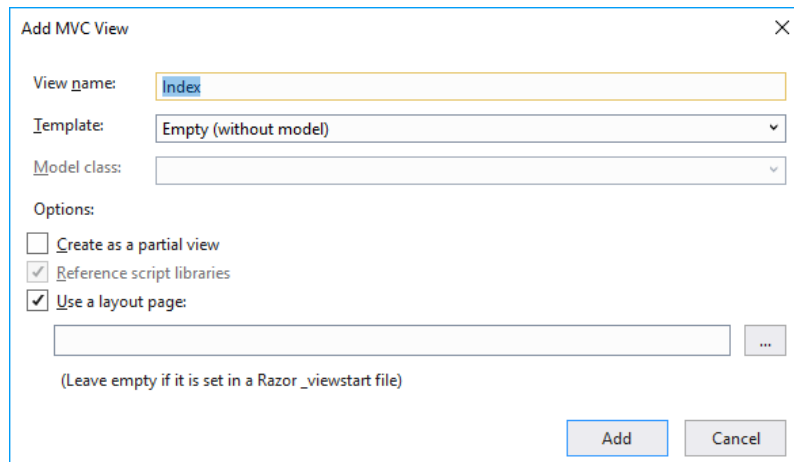 Add MVC View
View name: Index
Template: Empty (without model)
Model class:
Options:
Create as a partial view
Reference script libraries
Use a layout page:
...
(Leave empty if it is set in a Razor _viewstart file)
Add Cancel